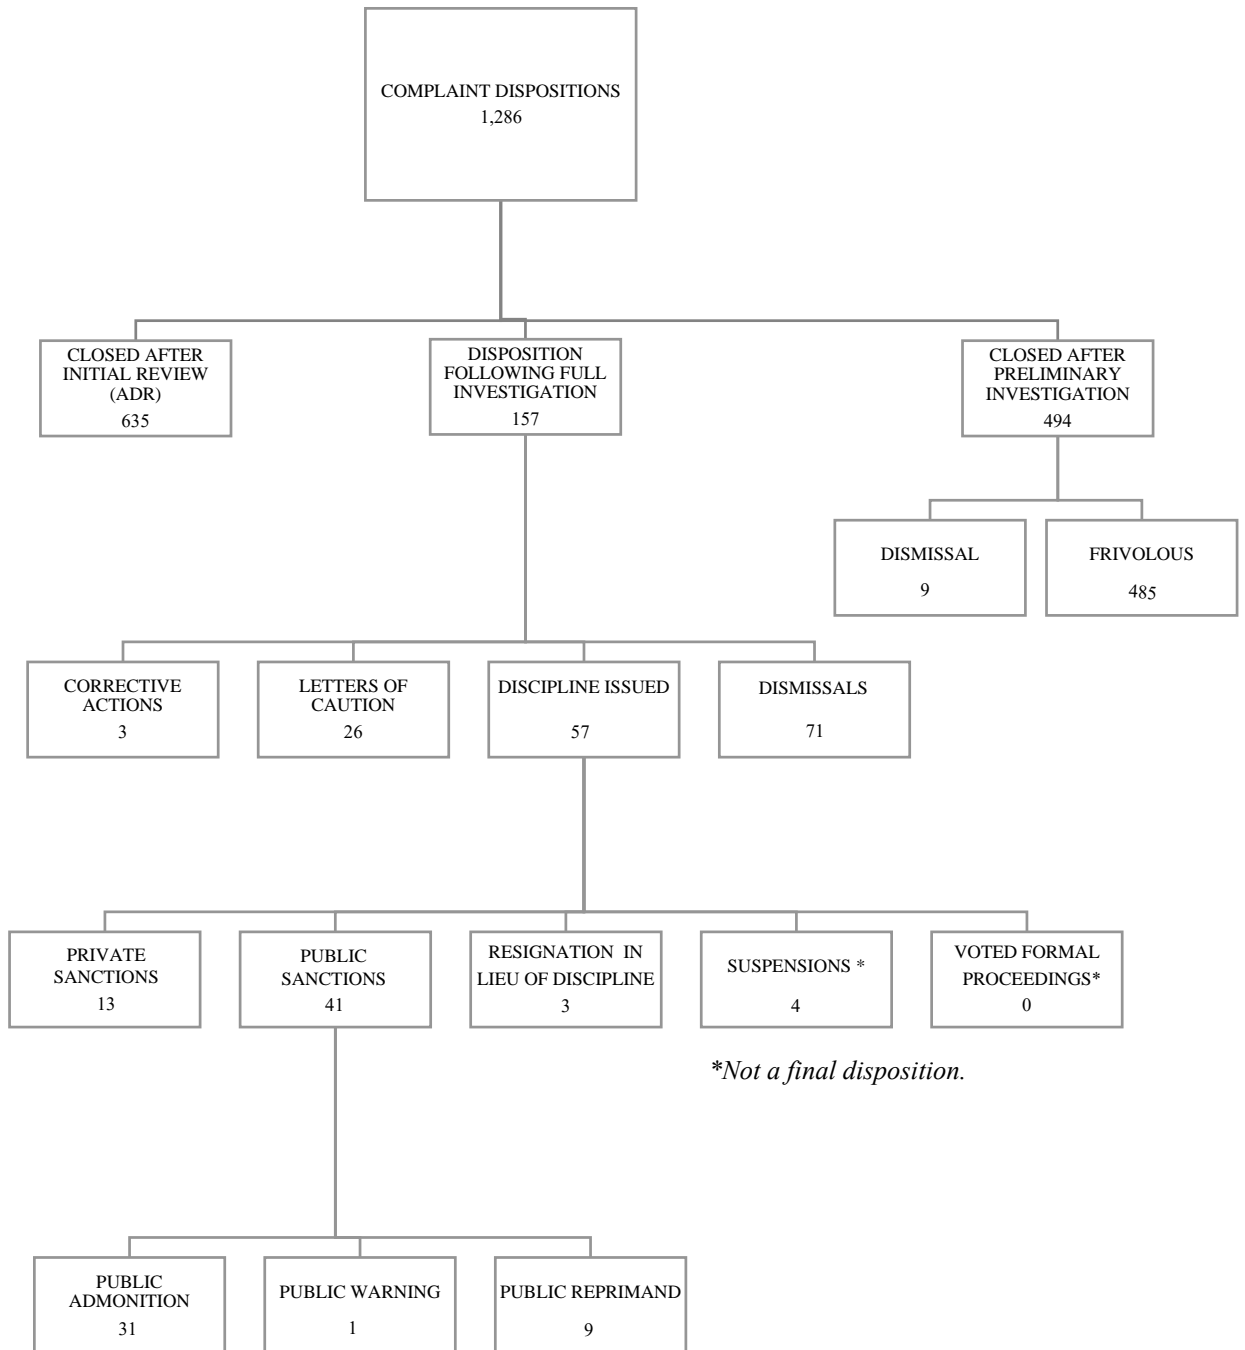 COMPLAINT DISPOSITIONS
1,286
CLOSED AFTER
INITIAL REVIEW
(ADR)
635
DISPOSITION
FOLLOWING FULL
INVESTIGATION
157
CLOSED AFTER
PRELIMINARY
INVESTIGATION
494
DISMISSAL
9
FRIVOLOUS
485
CORRECTIVE
ACTIONS
3
LETTERS OF
CAUTION
26
DISCIPLINE ISSUED
57
DISMISSALS
71
PRIVATE
SANCTIONS
13
PUBLIC
SANCTIONS
41
RESIGNATION IN
LIEU OF DISCIPLINE
3
SUSPENSIONS *
4
VOTED FORMAL
PROCEEDINGS*
0
*Not a final disposition.
PUBLIC
ADMONITION
31
PUBLIC WARNING
1
PUBLIC REPRIMAND
9